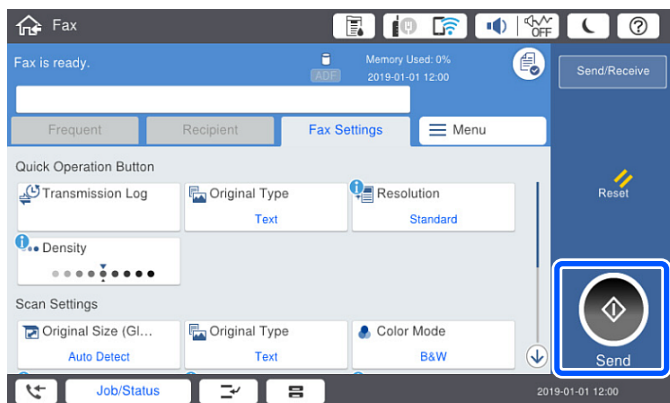 Fax
OFF
Fax is ready.
ADF
Memory Used: 0%
2019-01-01 12:00
Send/Receive
Frequent
Recipient
Fax Settings
Menu
Quick Operation Button
Transmission Log
Original Type
Text
Resolution
Standard
Reset
Density
Scan Settings
Original Size (Gl...
Auto Detect
Original Type
Text
Color Mode
B&W
Send
Job/Status
2019-01-01 12:00